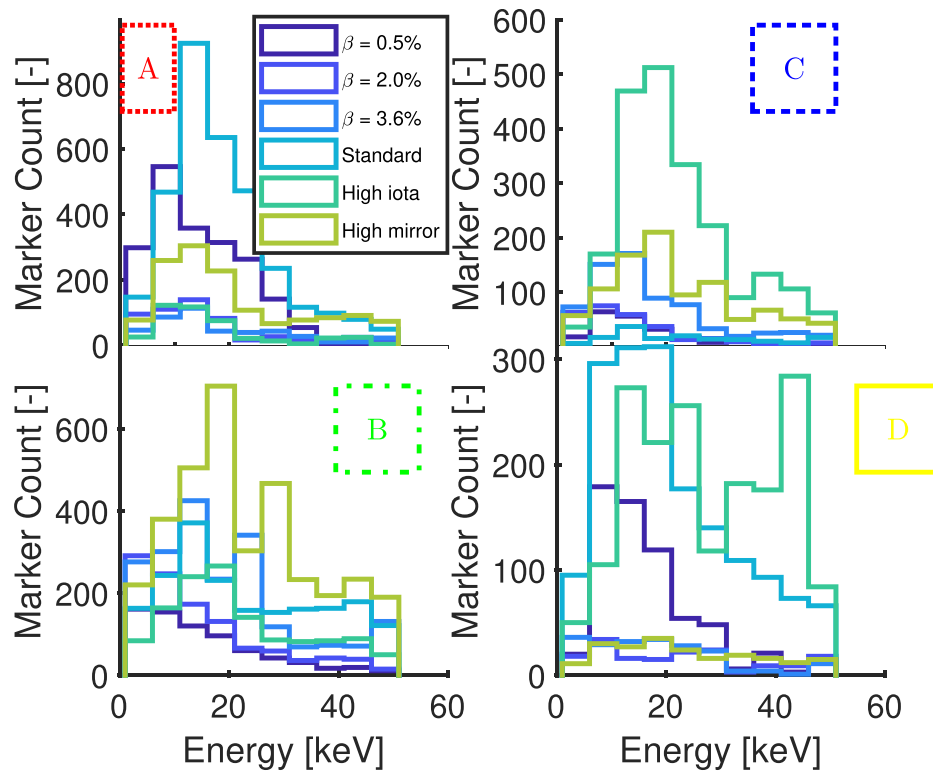 Marker Count [-]
800
600
400
200
0
A
β = 0.5%
β = 2.0%
β = 3.6%
Standard
High iota
High mirror
Marker Count [-]
600
500
400
300
200
100
C
Marker Count [-]
600
400
200
0
B
0
20
40
60
Energy [keV]
Marker Count [-]
300
200
100
0
D
0
20
40
60
Energy [keV]